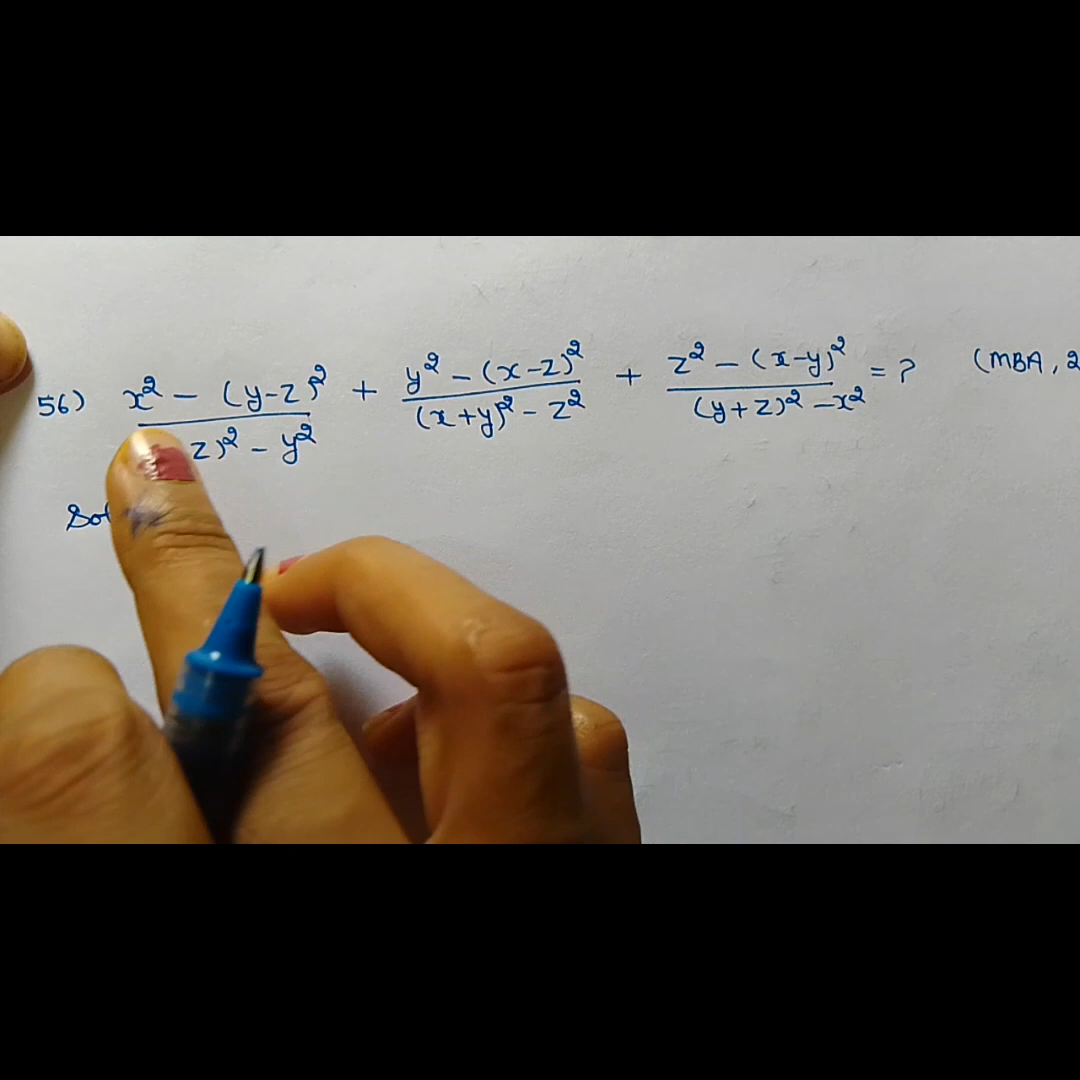 56) x² - (y-z)² / z)² - y² + y² - (x-z)² / (x+y)² - z² + z² - (x-y)² / (y+z)² - x² = ? (MBA, 2
Sol